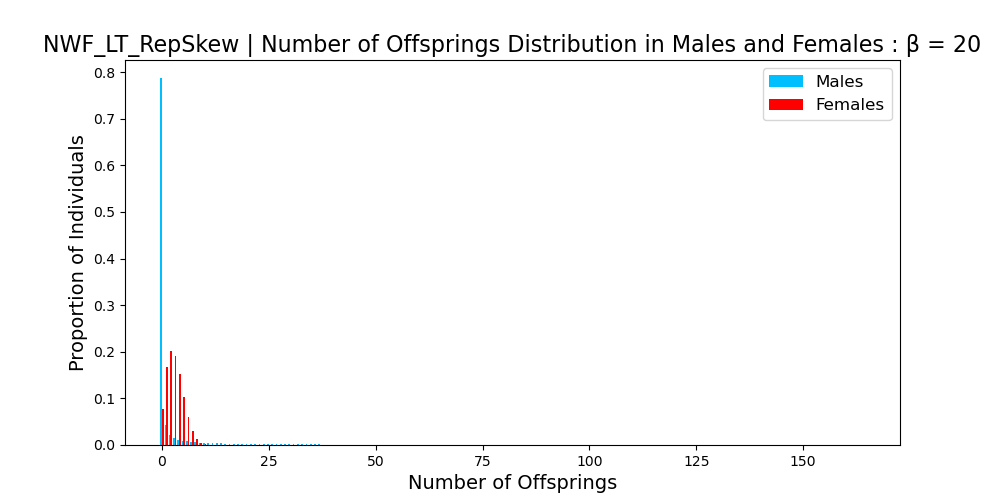 NWF_LT_RepSkew | Number of Offsprings Distribution in Males and Females : β = 20
Males
Females
Proportion of Individuals
0.8
0.7
0.6
0.5
0.4
0.3
0.2
0.1
0.0
0 25 50 75 100 125 150
Number of Offsprings